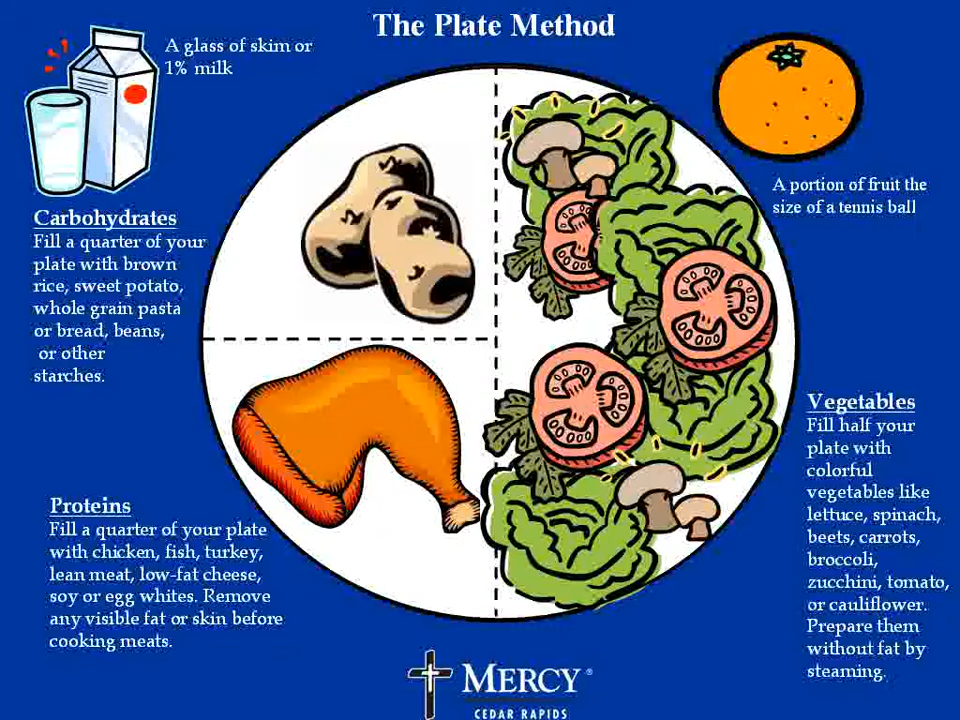 The Plate Method
A glass of skim or
1% milk
A portion of fruit the
size of a tennis ball
Carbohydrates
Fill a quarter of your
plate with brown
rice, sweet potato,
whole grain pasta
or bread, beans,
or other
starches.
Proteins
Fill a quarter of your plate
with chicken, fish, turkey,
lean meat, low-fat cheese,
soy or egg whites. Remove
any visible fat or skin before
cooking meats.
Vegetables
Fill half your
plate with
colorful
vegetables like
lettuce, spinach,
beets, carrots,
broccoli,
zucchini, tomato,
or cauliflower.
Prepare them
without fat by
steaming.
MERCY®
CEDAR RAPIDS